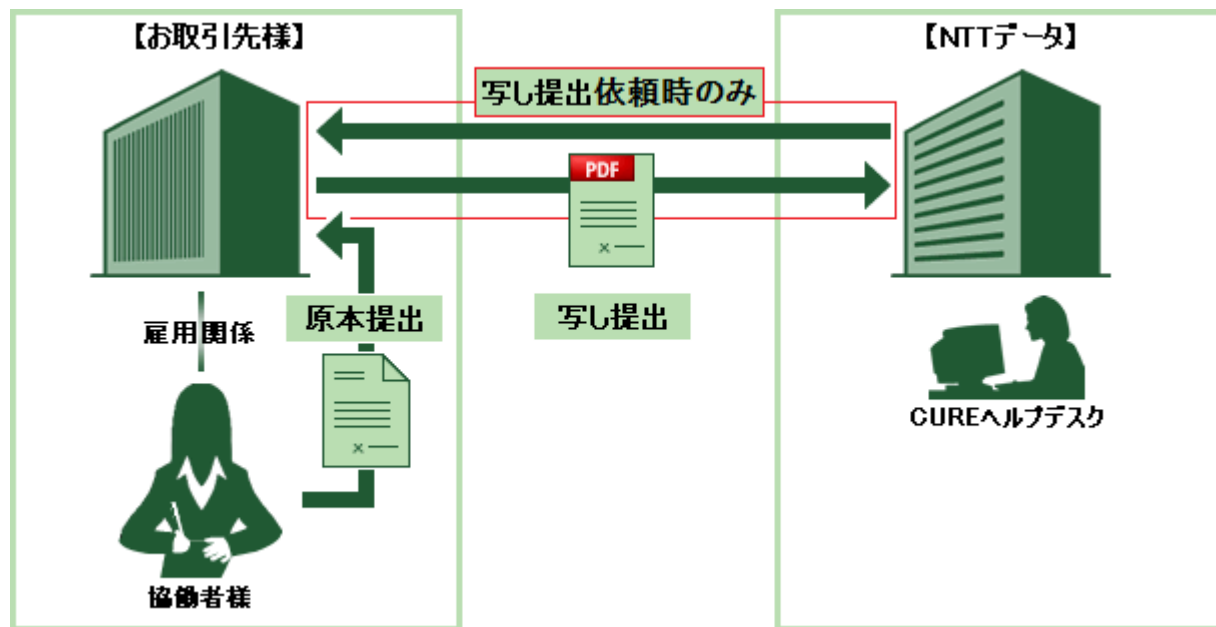 【お取引先様】
【NTTデータ】
写し提出依頼時のみ
PDF
原本提出
写し提出
雇用関係
CUREヘルプデスク
協働者様